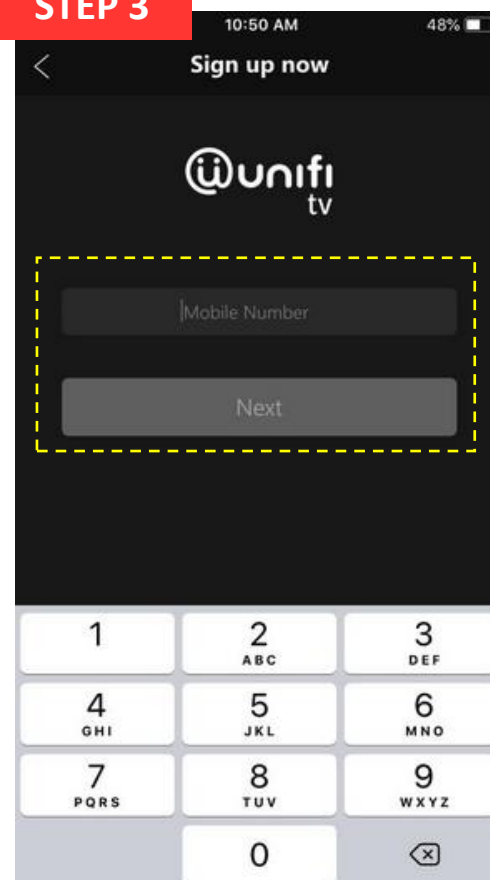 STEP 3
10:50 AM 48%
Sign up now
unifi
tv
Mobile Number
Next
1 2 3
ABC DEF
4 5 6
GHI JKL MNO
7 8 9
PQRS TUV WXYZ
0